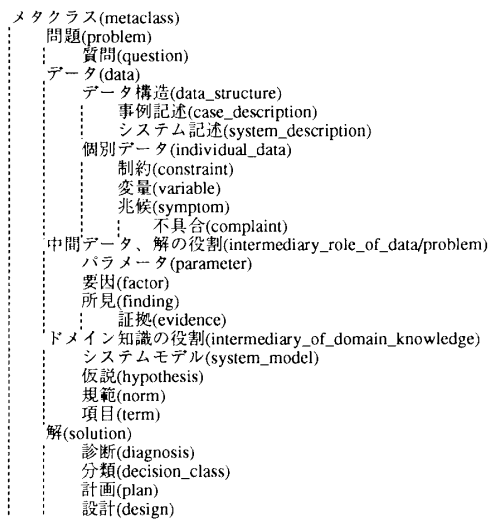 メタクラス(metaclass)
問題(problem)
質問(question)
データ(data)
データ構造(data_structure)
事例記述(case_description)
システム記述(system_description)
個別データ(individual_data)
制約(constraint)
変量(variable)
兆候(symptom)
不具合(complaint)
中間データ、解の役割(intermediary_role_of_data/problem)
パラメータ(parameter)
要因(factor)
所見(finding)
証拠(evidence)
ドメイン知識の役割(intermediary_of_domain_knowledge)
システムモデル(system_model)
仮説(hypothesis)
規範(norm)
項目(term)
解(solution)
診断(diagnosis)
分類(decision_class)
計画(plan)
設計(design)